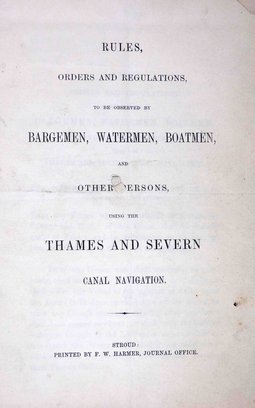 RULES,
ORDERS AND REGULATIONS,
TO BE OBSERVED BY
BARGEMEN, WATERMEN, BOATMEN,
AND
OTHER PERSONS,
USING THE
THAMES AND SEVERN
CANAL NAVIGATION.
STROUD:
PRINTED BY F. W. HARMER, JOURNAL OFFICE.